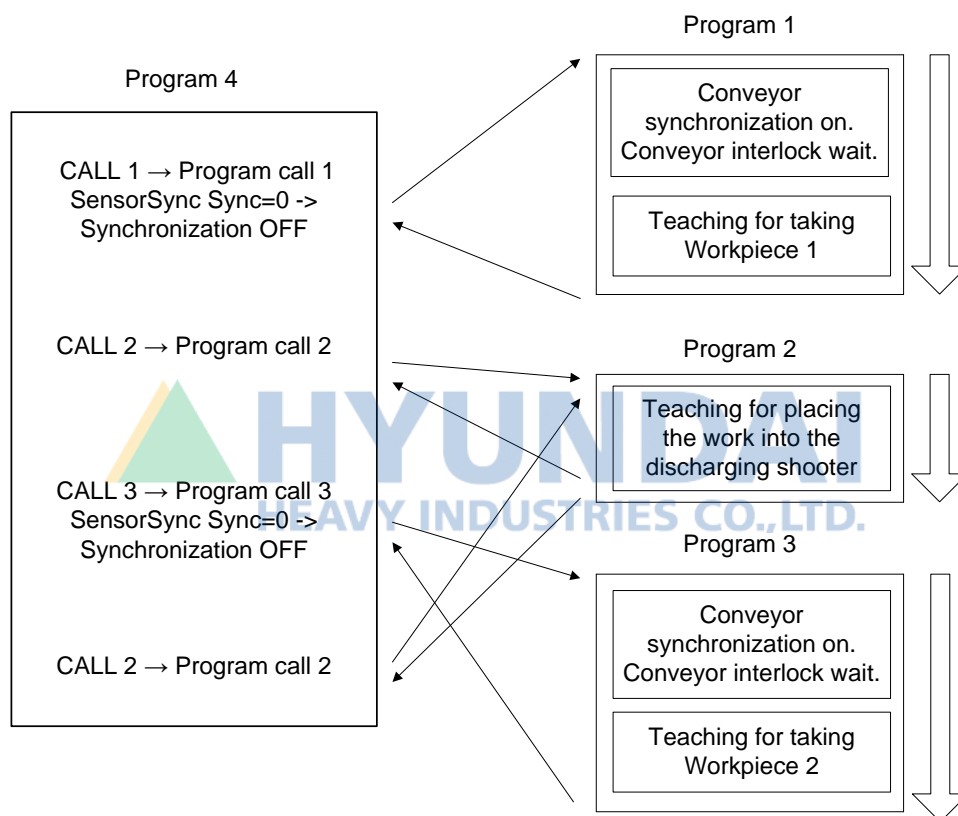 Program 4
CALL 1 → Program call 1
SensorSync Sync=0 ->
Synchronization OFF
CALL 2 → Program call 2
CALL 3 → Program call 3
SensorSync Sync=0 ->
Synchronization OFF
CALL 2 → Program call 2
Program 1
Conveyor
synchronization on.
Conveyor interlock wait.
Teaching for taking
Workpiece 1
Program 2
Teaching for placing
the work into the
discharging shooter
Program 3
Conveyor
synchronization on.
Conveyor interlock wait.
Teaching for taking
Workpiece 2
HYUNDAI
HEAVY INDUSTRIES CO.,LTD.